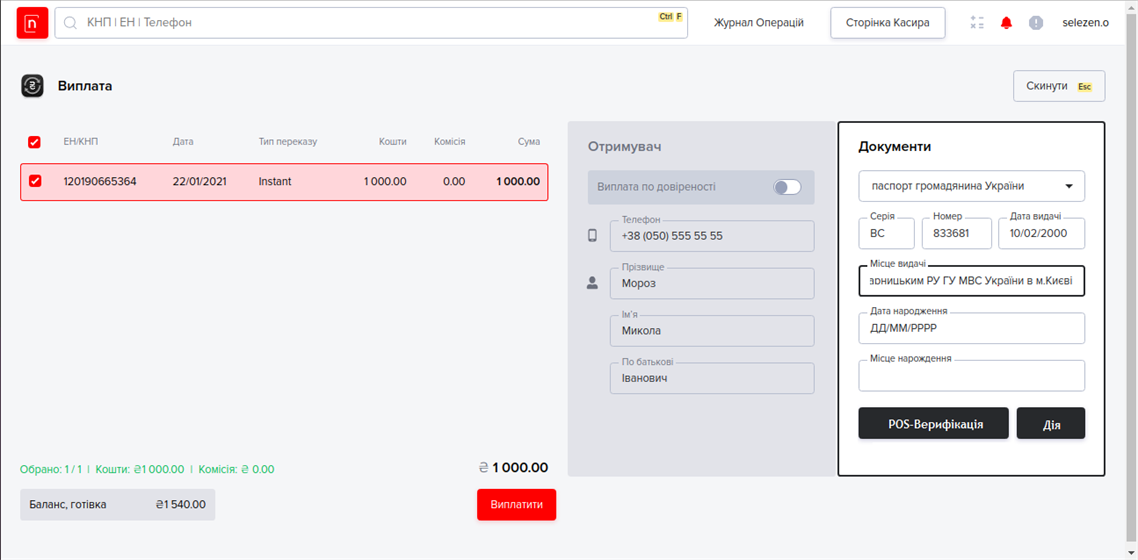 n КНП | ЕН | Телефон Ctrl F Журнал Операцій Сторінка Касира selezen.o
Виплата Скинути Esc
ЕН/КНП Дата Тип переказу Кошти Комісія Сума
120190665364 22/01/2021 Instant 1 000.00 0.00 1 000.00
Обрано: 1 / 1 | Кошти: ₴1 000.00 | Комісія: ₴ 0.00 ₴ 1 000.00
Баланс, готівка ₴1 540.00 Виплатити
Отримувач
Виплата по довіреності
Телефон
+38 (050) 555 55 55
Прізвище
Мороз
Ім'я
Микола
По батькові
Іванович
Документи
паспорт громадянина України
Серія Номер Дата видачі
ВС 833681 10/02/2000
Місце видачі
арницьким РУ ГУ МВС України в м.Києві
Дата народження
ДД/ММ/РРРР
Місце народження
POS-Верифікація Дія